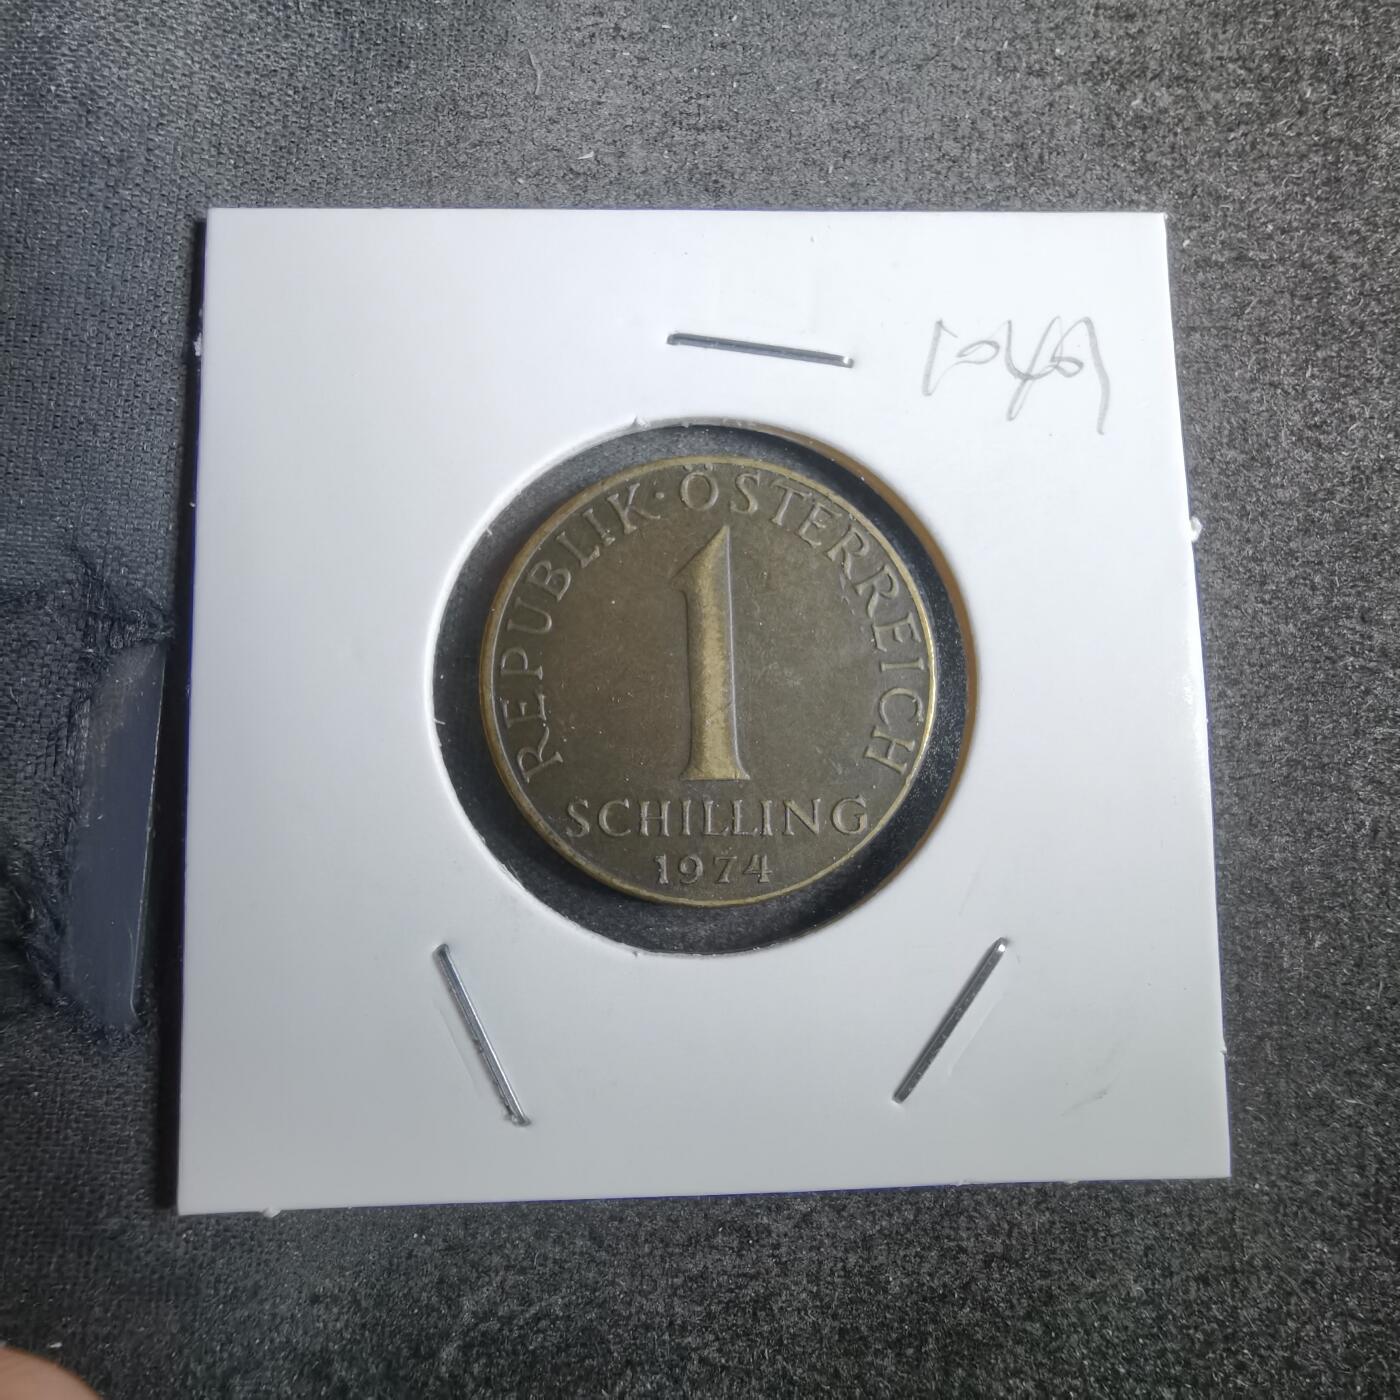 REPUBLIK · ÖSTERREICH
1
SCHILLING
1974